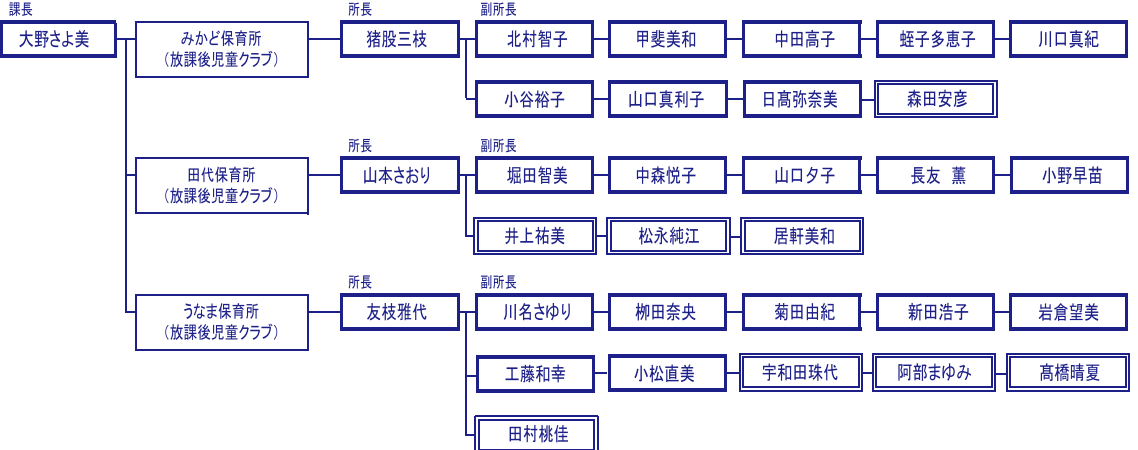 課長 所長 副所長
大野さよ美 みかど保育所 猪股三枝 北村智子 甲斐美和 中田高子 蛭子多恵子 川口真紀
（放課後児童クラブ）
小谷裕子 山口真利子 日髙弥奈美 森田安彦
所長 副所長
田代保育所 山本さおり 堀田智美 中森悦子 山口夕子 長友　薫 小野早苗
（放課後児童クラブ）
井上祐美 松永純江 居軒美和
所長 副所長
うなま保育所 友枝雅代 川名さゆり 栁田奈央 菊田由紀 新田浩子 岩倉望美
（放課後児童クラブ）
工藤和幸 小松直美 宇和田珠代 阿部まゆみ 髙橋晴夏
田村桃佳